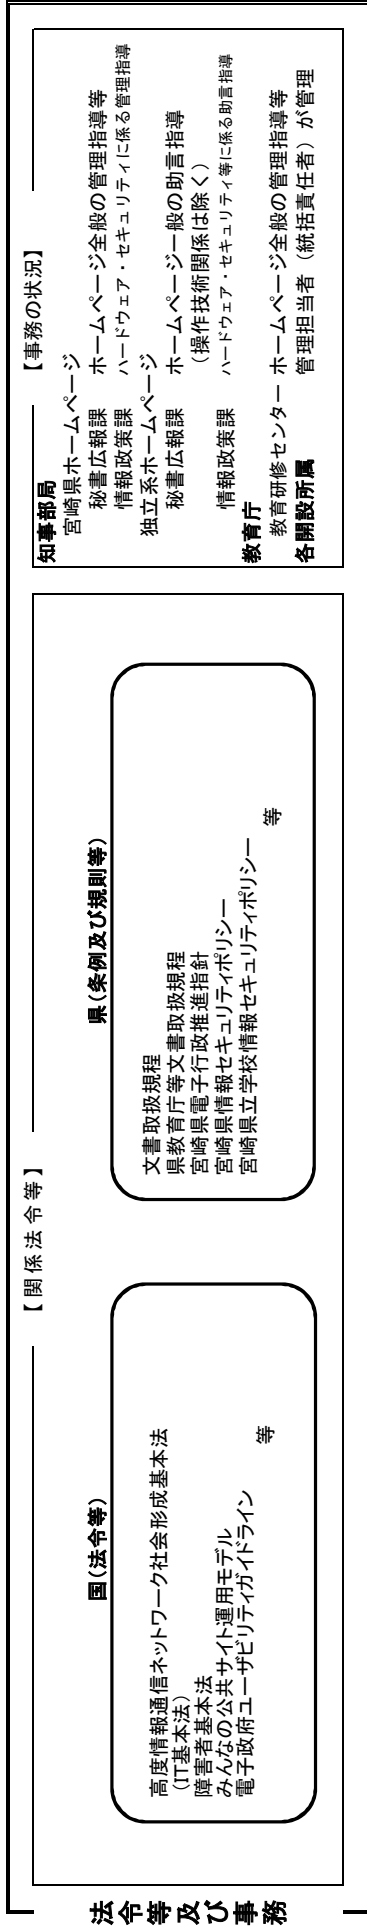 法令等及び事務
【関係法令等】
国(法令等)
高度情報通信ネットワーク社会形成基本法
(IT基本法)
障害者基本法
みんなの公共サイト運用モデル
電子政府ユーザビリティガイドライン
等
県(条例及び規則等)
文書取扱規程
県教育庁等文書取扱規程
宮崎県電子行政推進指針
宮崎県情報セキュリティポリシー
宮崎県立学校情報セキュリティポリシー
等
【事務の状況】
知事部局
宮崎県ホームページ
秘書広報課 ホームページ全般の管理指導等
情報政策課 ハードウェア・セキュリティに係る管理指導
独立系ホームページ
秘書広報課 ホームページ一般の助言指導
(操作技術関係は除く)
情報政策課 ハードウェア・セキュリティ等に係る助言指導
教育庁
教育研修センター ホームページ全般の管理指導等
各開設所属 管理担当者(統括責任者)が管理